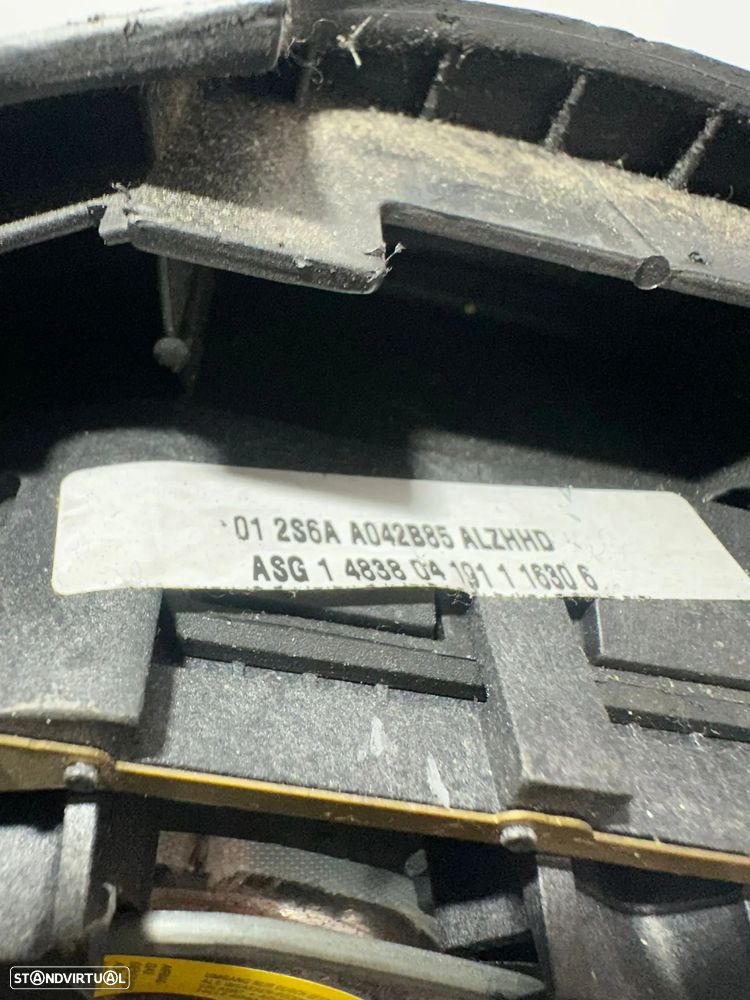 01 2S6A A042B85 ALZHHD
ASG 1 4838 04 191 1 1630 6
STANDVIRTUAL